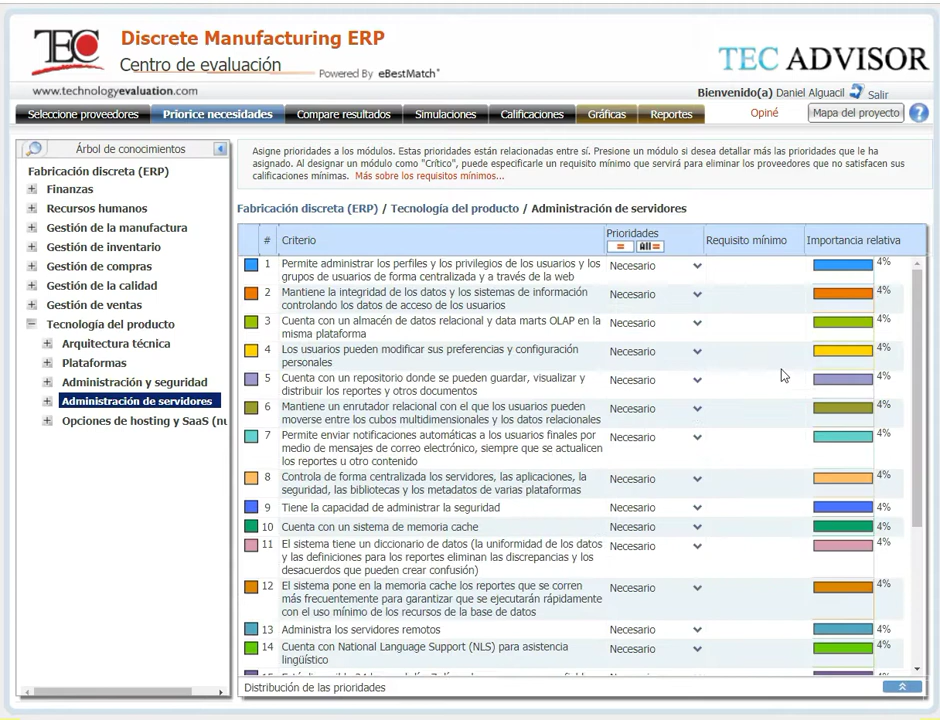 TEC
Discrete Manufacturing ERP
Centro de evaluación
Powered By eBestMatch
www.technologyevaluation.com
TEC ADVISOR
Bienvenido(a) Daniel Alguacil Salir
Seleccione proveedores Priorice necesidades Compare resultados Simulaciones Calificaciones Gráficas Reportes Opiné Mapa del proyecto ?
Árbol de conocimientos
Fabricación discreta (ERP)
Finanzas
Recursos humanos
Gestión de la manufactura
Gestión de inventario
Gestión de compras
Gestión de la calidad
Gestión de ventas
Tecnología del producto
Arquitectura técnica
Plataformas
Administración y seguridad
Administración de servidores
Opciones de hosting y SaaS (nu
Asigne prioridades a los módulos. Estas prioridades están relacionadas entre sí. Presione un módulo si desea detallar más las prioridades que le ha
asignado. Al designar un módulo como "Crítico", puede especificarle un requisito mínimo que servirá para eliminar los proveedores que no satisfacen sus
calificaciones mínimas. Más sobre los requisitos mínimos...
Fabricación discreta (ERP) / Tecnología del producto / Administración de servidores
# Criterio Prioridades Requisito mínimo Importancia relativa
= All=
1 Permite administrar los perfiles y los privilegios de los usuarios y los Necesario 4%
grupos de usuarios de forma centralizada y a través de la web
2 Mantiene la integridad de los datos y los sistemas de información Necesario 4%
controlando los datos de acceso de los usuarios
3 Cuenta con un almacén de datos relacional y data marts OLAP en la Necesario 4%
misma plataforma
4 Los usuarios pueden modificar sus preferencias y configuración Necesario 4%
personales
5 Cuenta con un repositorio donde se pueden guardar, visualizar y Necesario 4%
distribuir los reportes y otros documentos
6 Mantiene un enrutador relacional con el que los usuarios pueden Necesario 4%
moverse entre los cubos multidimensionales y los datos relacionales
7 Permite enviar notificaciones automáticas a los usuarios finales por Necesario 4%
medio de mensajes de correo electrónico, siempre que se actualicen
los reportes u otro contenido
8 Controla de forma centralizada los servidores, las aplicaciones, la Necesario 4%
seguridad, las bibliotecas y los metadatos de varias plataformas
9 Tiene la capacidad de administrar la seguridad Necesario 4%
10 Cuenta con un sistema de memoria cache Necesario 4%
11 El sistema tiene un diccionario de datos (la uniformidad de los datos Necesario 4%
y las definiciones para los reportes eliminan las discrepancias y los
desacuerdos que pueden crear confusión)
12 El sistema pone en la memoria cache los reportes que se corren Necesario 4%
más frecuentemente para garantizar que se ejecutarán rápidamente
con el uso mínimo de los recursos de la base de datos
13 Administra los servidores remotos Necesario 4%
14 Cuenta con National Language Support (NLS) para asistencia Necesario 4%
lingüístico
Distribución de las prioridades